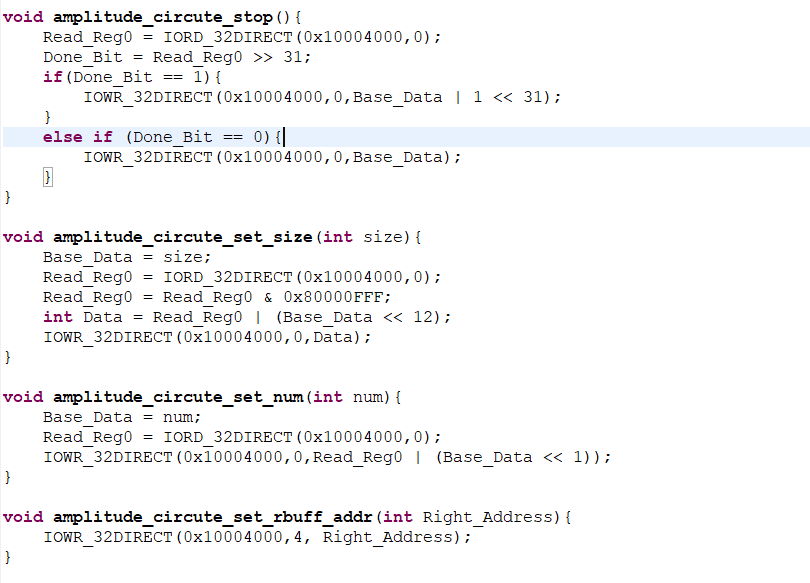 void amplitude_circute_stop(){
    Read_Reg0 = IORD_32DIRECT(0x10004000,0);
    Done_Bit = Read_Reg0 >> 31;
    if(Done_Bit == 1){
        IOWR_32DIRECT(0x10004000,0,Base_Data | 1 << 31);
    }
    else if (Done_Bit == 0){
        IOWR_32DIRECT(0x10004000,0,Base_Data);
    }
}
void amplitude_circute_set_size(int size){
    Base_Data = size;
    Read_Reg0 = IORD_32DIRECT(0x10004000,0);
    Read_Reg0 = Read_Reg0 & 0x80000FFF;
    int Data = Read_Reg0 | (Base_Data << 12);
    IOWR_32DIRECT(0x10004000,0,Data);
}
void amplitude_circute_set_num(int num){
    Base_Data = num;
    Read_Reg0 = IORD_32DIRECT(0x10004000,0);
    IOWR_32DIRECT(0x10004000,0,Read_Reg0 | (Base_Data << 1));
}
void amplitude_circute_set_rbuff_addr(int Right_Address){
    IOWR_32DIRECT(0x10004000,4, Right_Address);
}